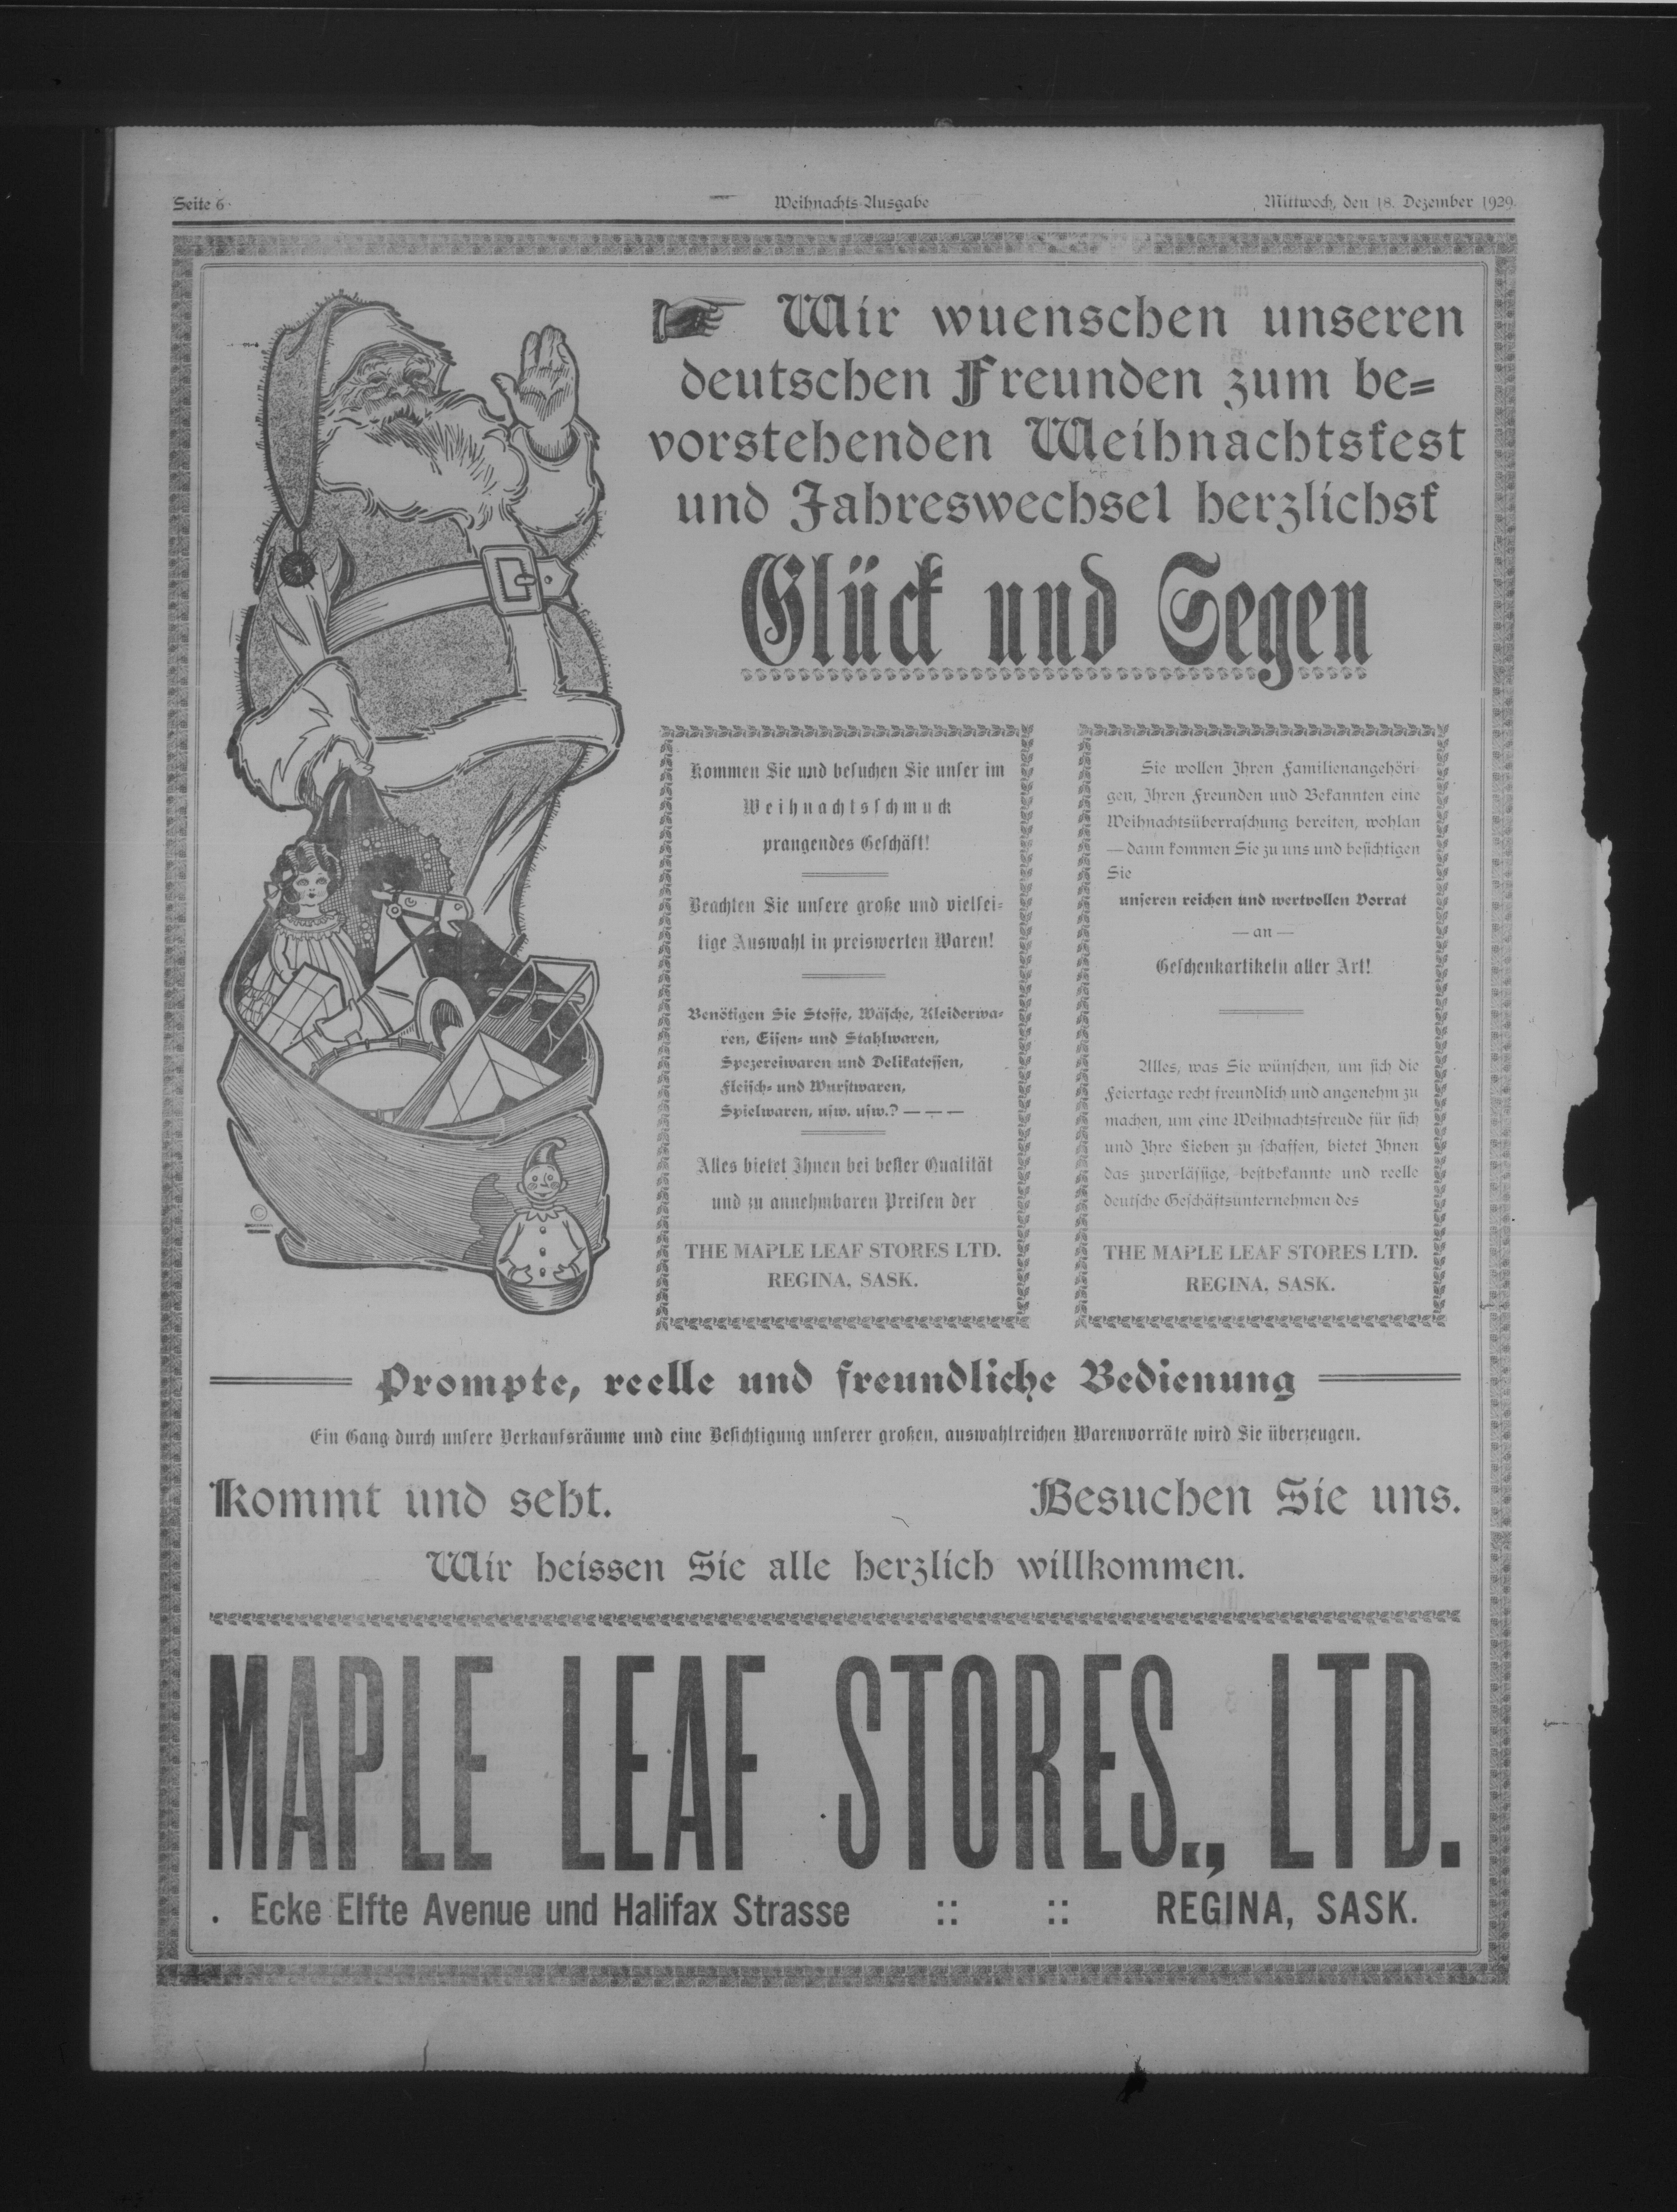 Seite 6
Weihnachts-Ausgabe
Mittwoch, den 18. Dezember 1929.
Wir wuenschen unseren
deutschen Freunden zum be=
vorstehenden Weihnachtsfest
und Jahreswechsel herzlichst
Glück und Segen
Kommen Sie und besuchen Sie unser im
Weihnachtsschmuck
prangendes Geschäft!
Beachten Sie unsere große und vielsei=
tige Auswahl in preiswerten Waren!
Benötigen Sie Stoffe, Wäsche, Kleiderwa=
ren, Eisen= und Stahlwaren,
Spezereiwaren und Delikatessen,
Fleisch= und Wurstwaren,
Spielwaren, usw. usw.? — — —
Alles bietet Ihnen bei bester Qualität
und zu annehmbaren Preisen der
THE MAPLE LEAF STORES LTD.
REGINA, SASK.
Sie wollen Ihren Familienangehöri-
gen, Ihren Freunden und Bekannten eine
Weihnachtsüberraschung bereiten, wohlan
— dann kommen Sie zu uns und besichtigen
Sie
unseren reichen und wertvollen Vorrat
— an —
Geschenkartikeln aller Art!
Alles, was Sie wünschen, um sich die
Feiertage recht freundlich und angenehm zu
machen, um eine Weihnachtsfreude für sich
und Ihre Lieben zu schaffen, bietet Ihnen
das zuverlässige, bestbekannte und reelle
deutsche Geschäftsunternehmen des
THE MAPLE LEAF STORES LTD.
REGINA, SASK.
Prompte, reelle und freundliche Bedienung
Ein Gang durch unsere Verkaufsräume und eine Besichtigung unserer großen, auswahlreichen Warenvorräte wird Sie überzeugen.
Kommt und seht. Besuchen Sie uns.
Wir heissen Sie alle herzlich willkommen.
MAPLE LEAF STORES., LTD.
Ecke Elfte Avenue und Halifax Strasse :: :: REGINA, SASK.